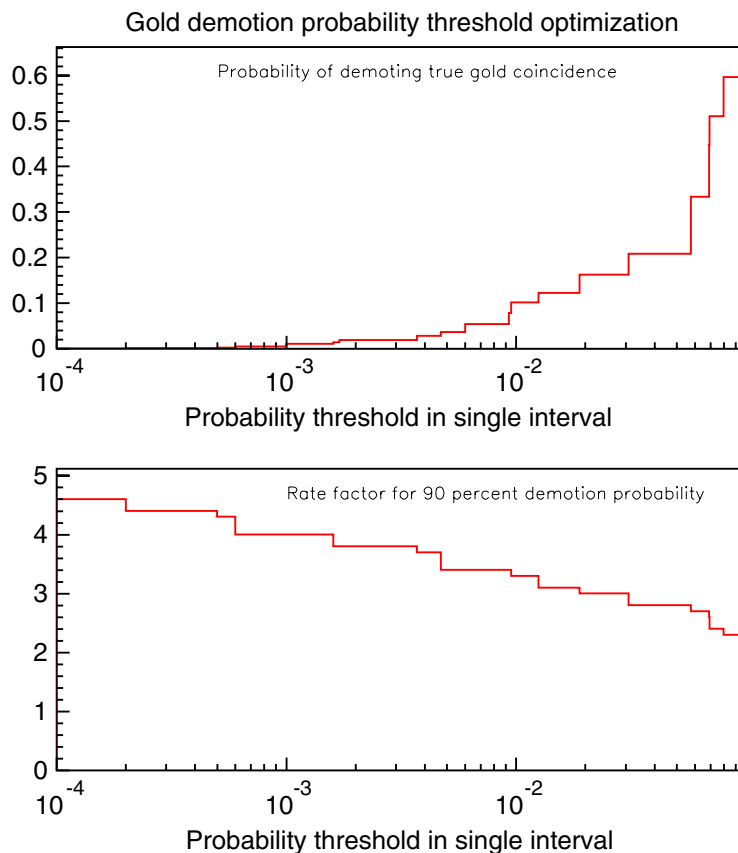 Gold demotion probability threshold optimization
Probability of demoting true gold coincidence
0.6
0.5
0.4
0.3
0.2
0.1
0
10^-4 10^-3 10^-2
Probability threshold in single interval
Rate factor for 90 percent demotion probability
5
4
3
2
1
0
10^-4 10^-3 10^-2
Probability threshold in single interval